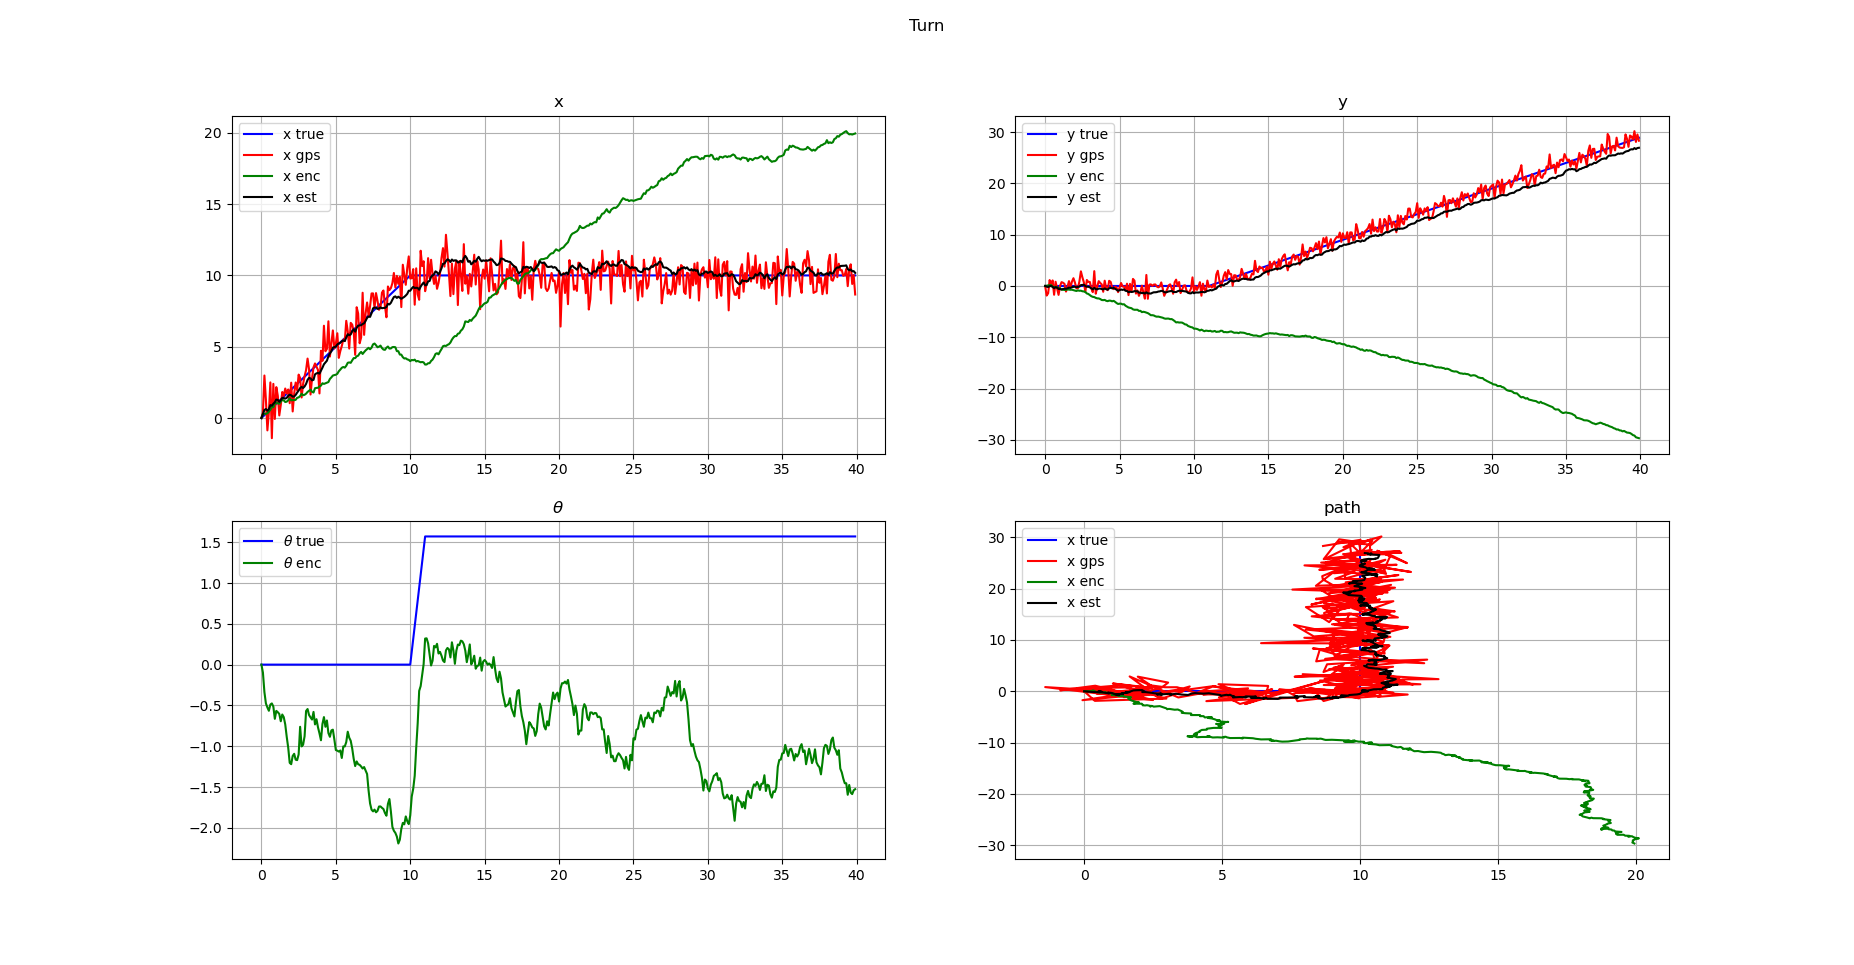 Turn
x
x true
x gps
x enc
x est
20
15
10
5
0
0 5 10 15 20 25 30 35 40
y
y true
y gps
y enc
y est
30
20
10
0
−10
−20
−30
0 5 10 15 20 25 30 35 40
θ
θ true
θ enc
1.5
1.0
0.5
0.0
−0.5
−1.0
−1.5
−2.0
0 5 10 15 20 25 30 35 40
path
x true
x gps
x enc
x est
30
20
10
0
−10
−20
−30
0 5 10 15 20